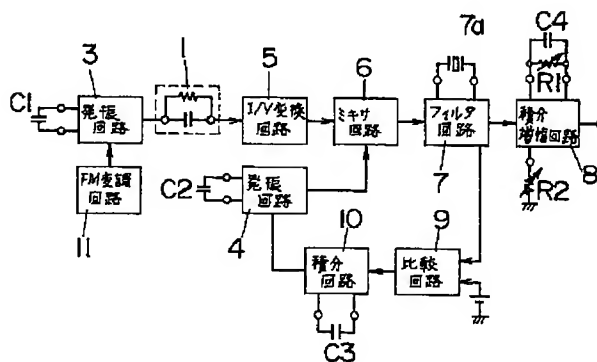 3
発振
回路
C1
1
5
I/V変換
回路
6
ミキサ
回路
7a
フィルタ
回路
7
C4
R1
積分
増幅回路
8
R2
FM変調
回路
11
C2
発振
回路
4
10
積分
回路
C3
9
比較
回路